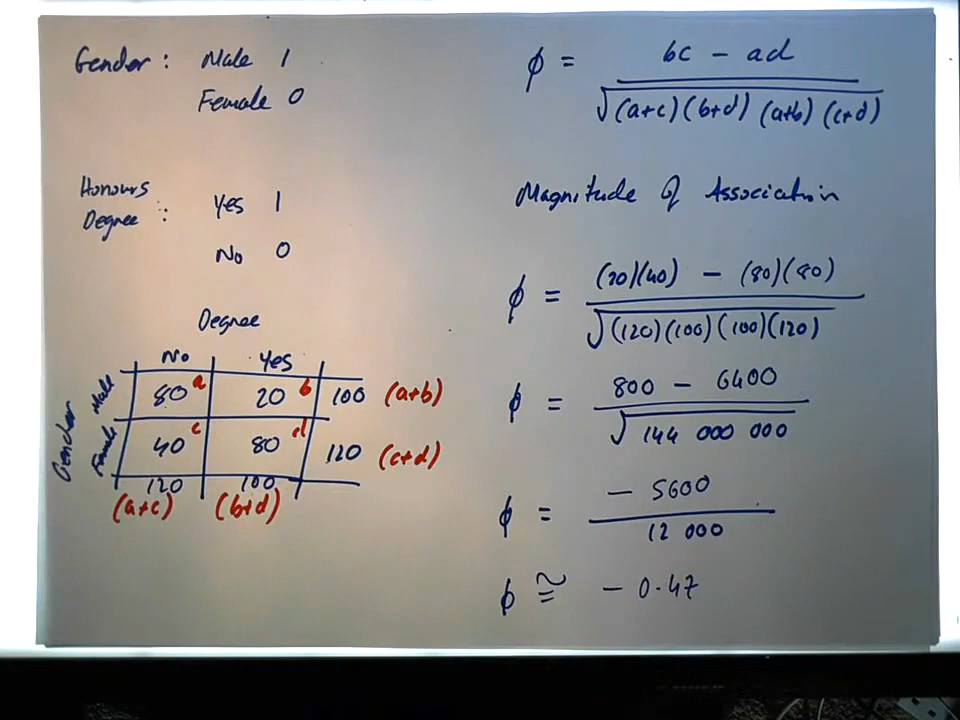 Gender : Male 1
Female 0
Honours
Degree : Yes 1
No 0
Degree
No Yes
Gender
Male 80 a 20 b 100 (a+b)
Female 40 c 80 d 120 (c+d)
120 100
(a+c) (b+d)
ϕ = bc - ad
√(a+c)(b+d) (a+b) (c+d)
Magnitude of Association
ϕ = (20)(40) - (80)(80)
√(120)(100)(100)(120)
ϕ = 800 - 6400
√144 000 000
ϕ = - 5600
12 000
ϕ ≅ - 0.47